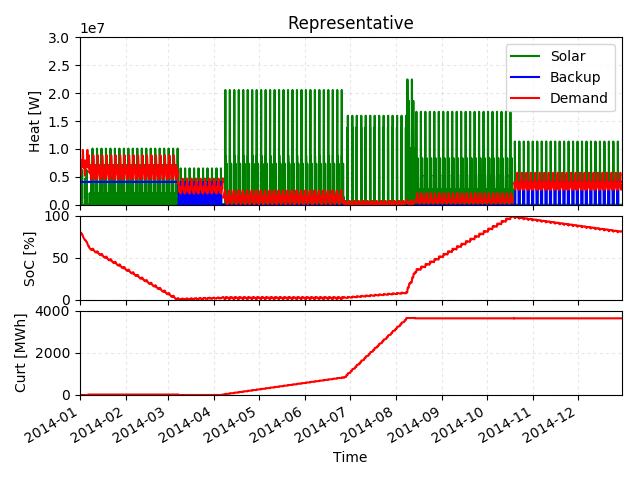 Representative
1e7
3.0
2.5
2.0
1.5
1.0
0.5
0.0
Heat [W]
Solar
Backup
Demand
100
50
0
SoC [%]
4000
2000
0
Curt [MWh]
2014-01
2014-02
2014-03
2014-04
2014-05
2014-06
2014-07
2014-08
2014-09
2014-10
2014-11
2014-12
Time